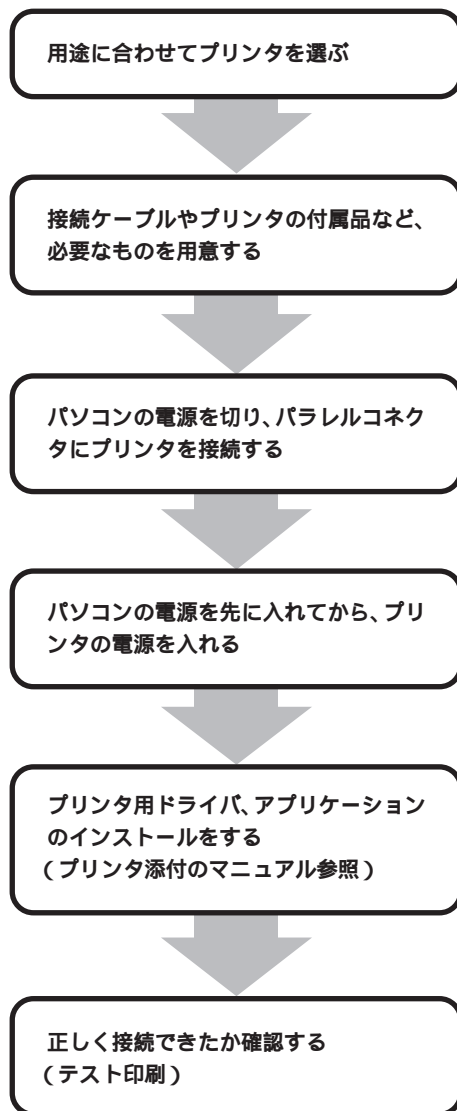 用途に合わせてプリンタを選ぶ
接続ケーブルやプリンタの付属品など、
必要なものを用意する
パソコンの電源を切り、パラレルコネク
タにプリンタを接続する
パソコンの電源を先に入れてから、プリ
ンタの電源を入れる
プリンタ用ドライバ、アプリケーション
のインストールをする
(プリンタ添付のマニュアル参照)
正しく接続できたか確認する
(テスト印刷)